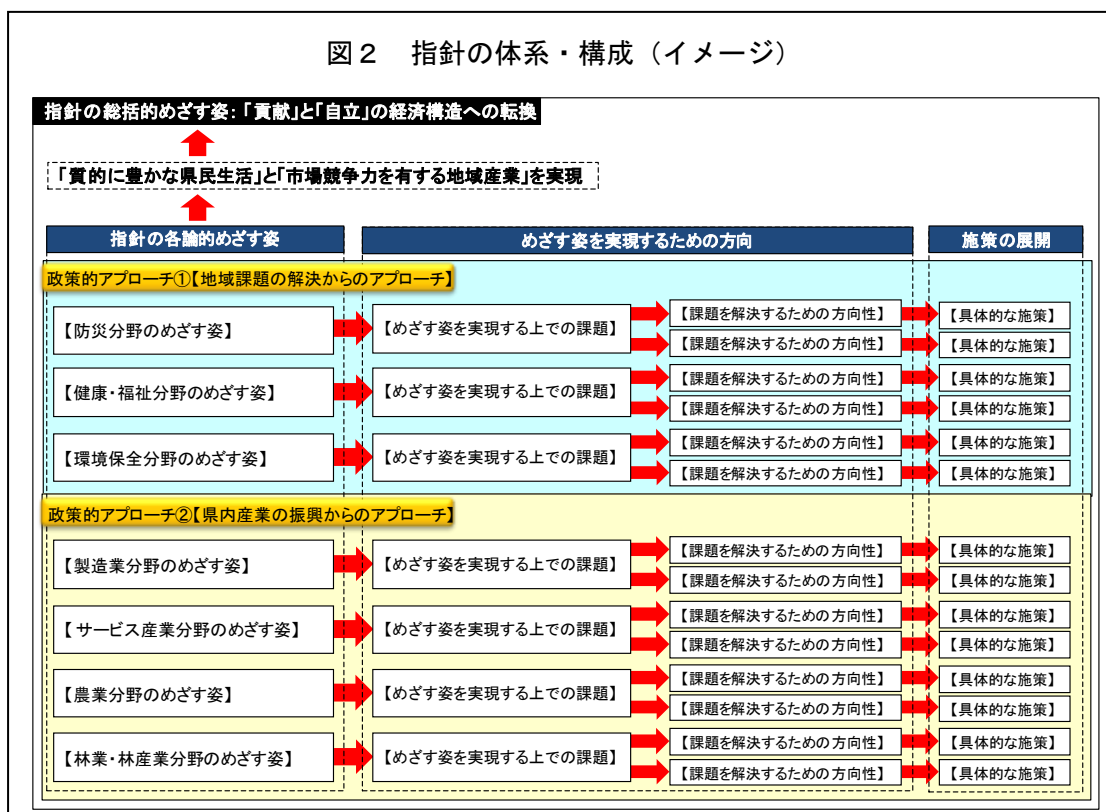 図２　指針の体系・構成（イメージ）
指針の総括的めざす姿：「貢献」と「自立」の経済構造への転換
「質的に豊かな県民生活」と「市場競争力を有する地域産業」を実現
指針の各論的めざす姿
めざす姿を実現するための方向
施策の展開
政策的アプローチ①【地域課題の解決からのアプローチ】
【防災分野のめざす姿】
【めざす姿を実現する上での課題】
【課題を解決するための方向性】
【具体的な施策】
【課題を解決するための方向性】
【具体的な施策】
【健康・福祉分野のめざす姿】
【めざす姿を実現する上での課題】
【課題を解決するための方向性】
【具体的な施策】
【課題を解決するための方向性】
【具体的な施策】
【環境保全分野のめざす姿】
【めざす姿を実現する上での課題】
【課題を解決するための方向性】
【具体的な施策】
【課題を解決するための方向性】
【具体的な施策】
政策的アプローチ②【県内産業の振興からのアプローチ】
【製造業分野のめざす姿】
【めざす姿を実現する上での課題】
【課題を解決するための方向性】
【具体的な施策】
【課題を解決するための方向性】
【具体的な施策】
【サービス産業分野のめざす姿】
【めざす姿を実現する上での課題】
【課題を解決するための方向性】
【具体的な施策】
【課題を解決するための方向性】
【具体的な施策】
【農業分野のめざす姿】
【めざす姿を実現する上での課題】
【課題を解決するための方向性】
【具体的な施策】
【課題を解決するための方向性】
【具体的な施策】
【林業・林産業分野のめざす姿】
【めざす姿を実現する上での課題】
【課題を解決するための方向性】
【具体的な施策】
【課題を解決するための方向性】
【具体的な施策】